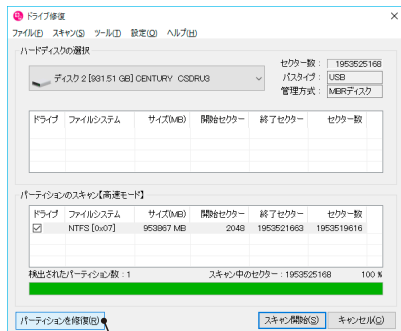 ドライブ修復
ファイル(F) スキャン(S) ツール(T) 設定(O) ヘルプ(H)
ハードディスクの選択
ディスク 2 [931.51 GB] CENTURY CSDRU3
セクター数： 1953525168
バスタイプ： USB
管理方式： MBRディスク
ドライブ ファイルシステム サイズ(MB) 開始セクター 終了セクター セクター数
パーティションのスキャン【高速モード】
ドライブ ファイルシステム サイズ(MB) 開始セクター 終了セクター セクター数
NTFS [0x07] 953867 MB 2048 1953521663 1953519616
検出されたパーティション数：1 スキャン中のセクター：1953525168 100 %
パーティションを修復(R) スキャン開始(S) キャンセル(C)